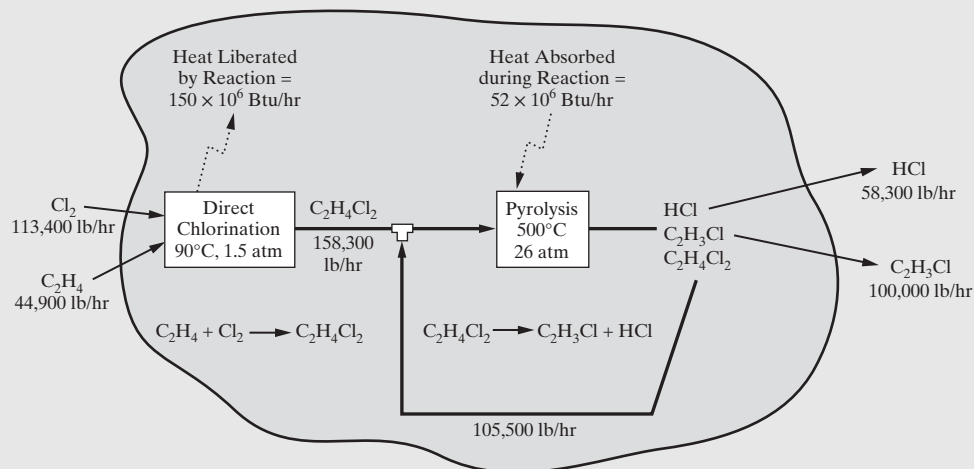 Heat Liberated
by Reaction =
150 × 10⁶ Btu/hr
Heat Absorbed
during Reaction =
52 × 10⁶ Btu/hr
Cl₂
113,400 lb/hr
C₂H₄
44,900 lb/hr
Direct
Chlorination
90°C, 1.5 atm
C₂H₄Cl₂
158,300
lb/hr
Pyrolysis
500°C
26 atm
HCl
C₂H₃Cl
C₂H₄Cl₂
HCl
58,300 lb/hr
C₂H₃Cl
100,000 lb/hr
C₂H₄ + Cl₂ → C₂H₄Cl₂
C₂H₄Cl₂ → C₂H₃Cl + HCl
105,500 lb/hr